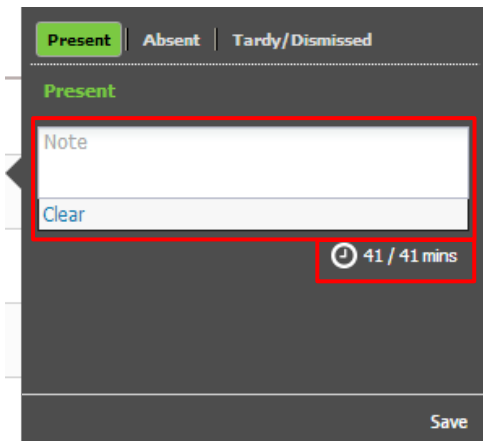 Present Absent Tardy/Dismissed
Present
Note
Clear
41 / 41 mins
Save